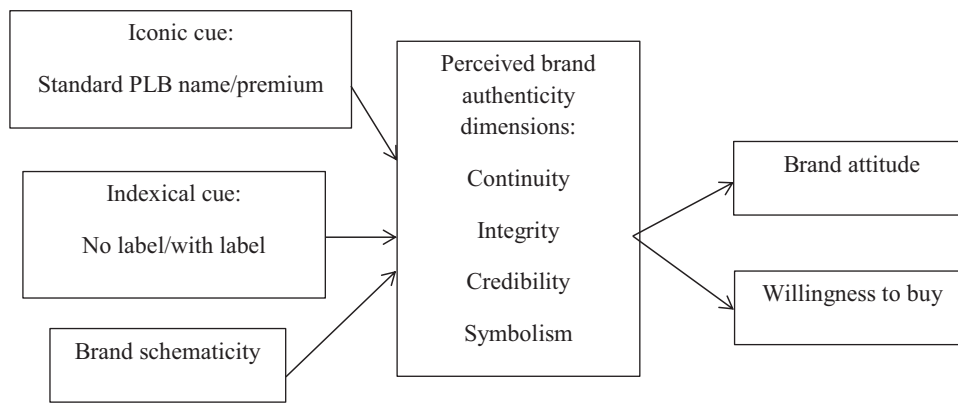 Iconic cue:
Standard PLB name/premium
Indexical cue:
No label/with label
Brand schematicity
Perceived brand
authenticity
dimensions:
Continuity
Integrity
Credibility
Symbolism
Brand attitude
Willingness to buy